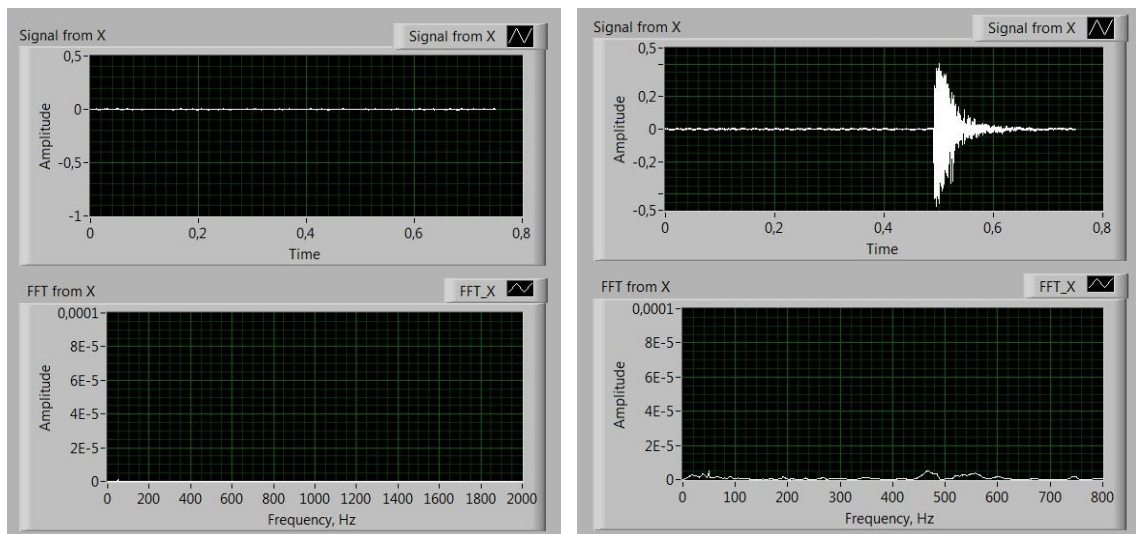 Signal from X
Signal from X
0,5
0
-0,5
-1
Amplitude
0 0,2 0,4 0,6 0,8
Time
FFT from X
FFT_X
0,0001
8E-5
6E-5
4E-5
2E-5
0
Amplitude
0 200 400 600 800 1000 1200 1400 1600 1800 2000
Frequency, Hz
Signal from X
Signal from X
0,5
0,2
0
-0,2
-0,5
Amplitude
0 0,2 0,4 0,6 0,8
Time
FFT from X
FFT_X
0,0001
8E-5
6E-5
4E-5
2E-5
0
Amplitude
0 100 200 300 400 500 600 700 800
Frequency, Hz